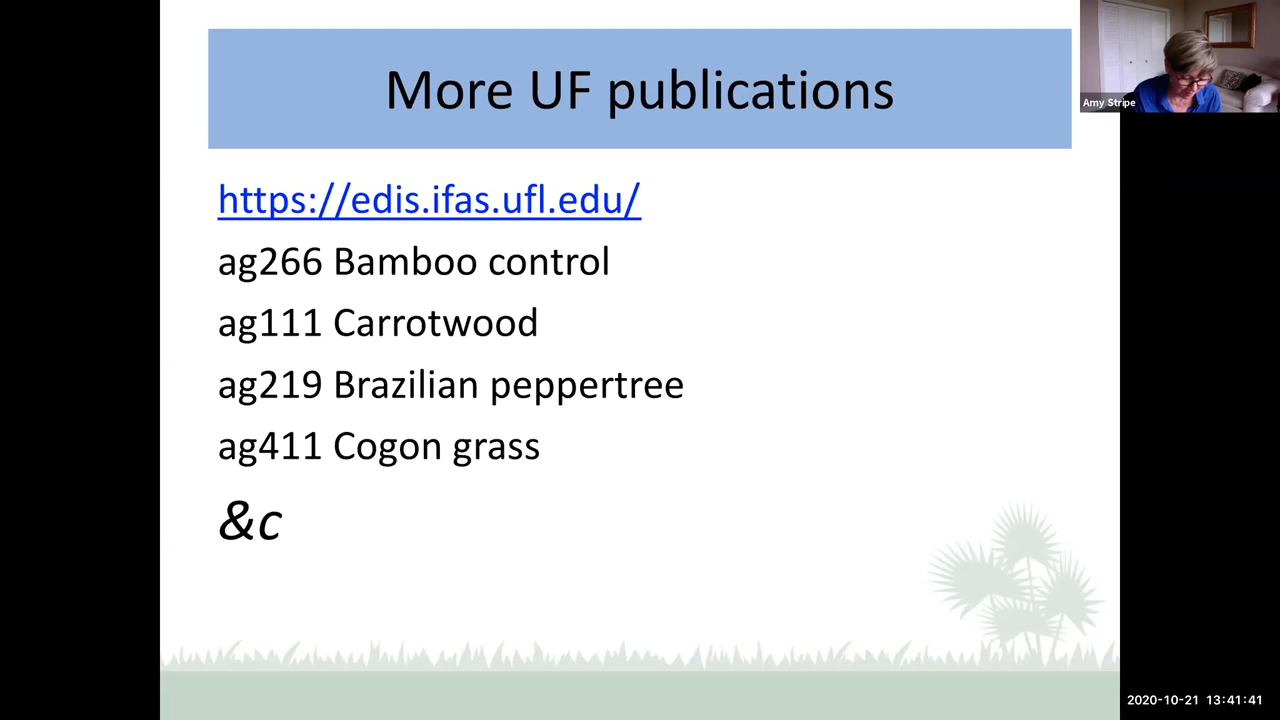 More UF publications
Amy Stripe
https://edis.ifas.ufl.edu/
ag266 Bamboo control
ag111 Carrotwood
ag219 Brazilian peppertree
ag411 Cogon grass
&c
2020-10-21 13:41:41